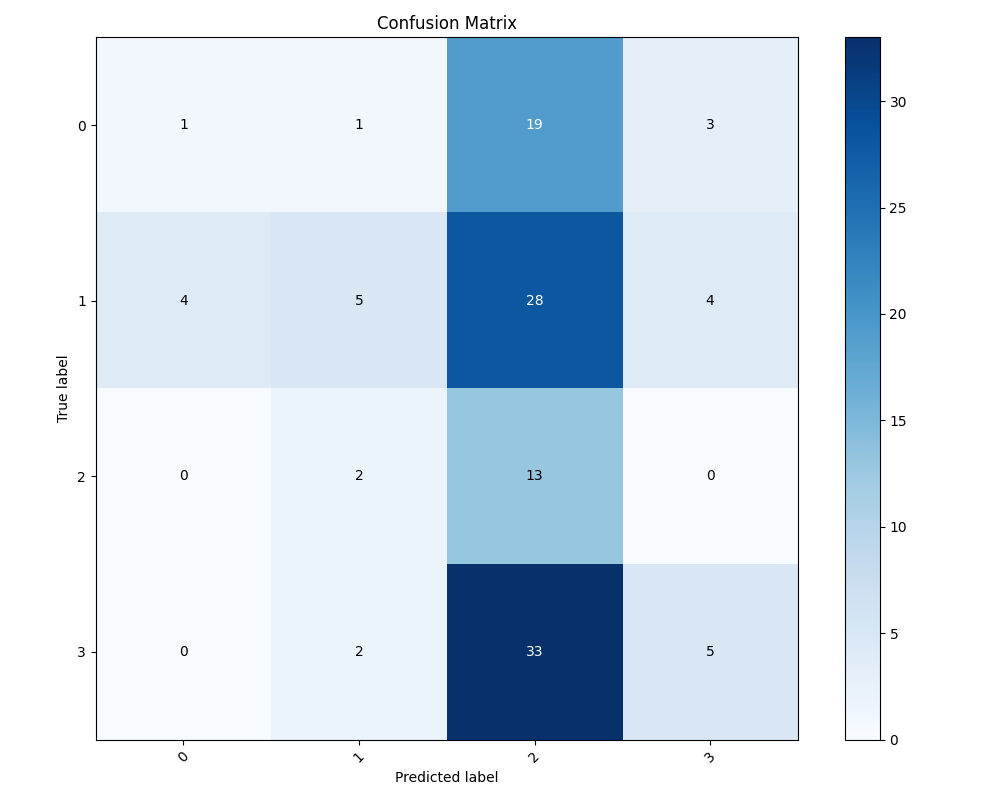 Confusion Matrix
0 1 1 19 3
1 4 5 28 4
2 0 2 13 0
3 0 2 33 5
0 1 2 3
Predicted label
True label
30
25
20
15
10
5
0